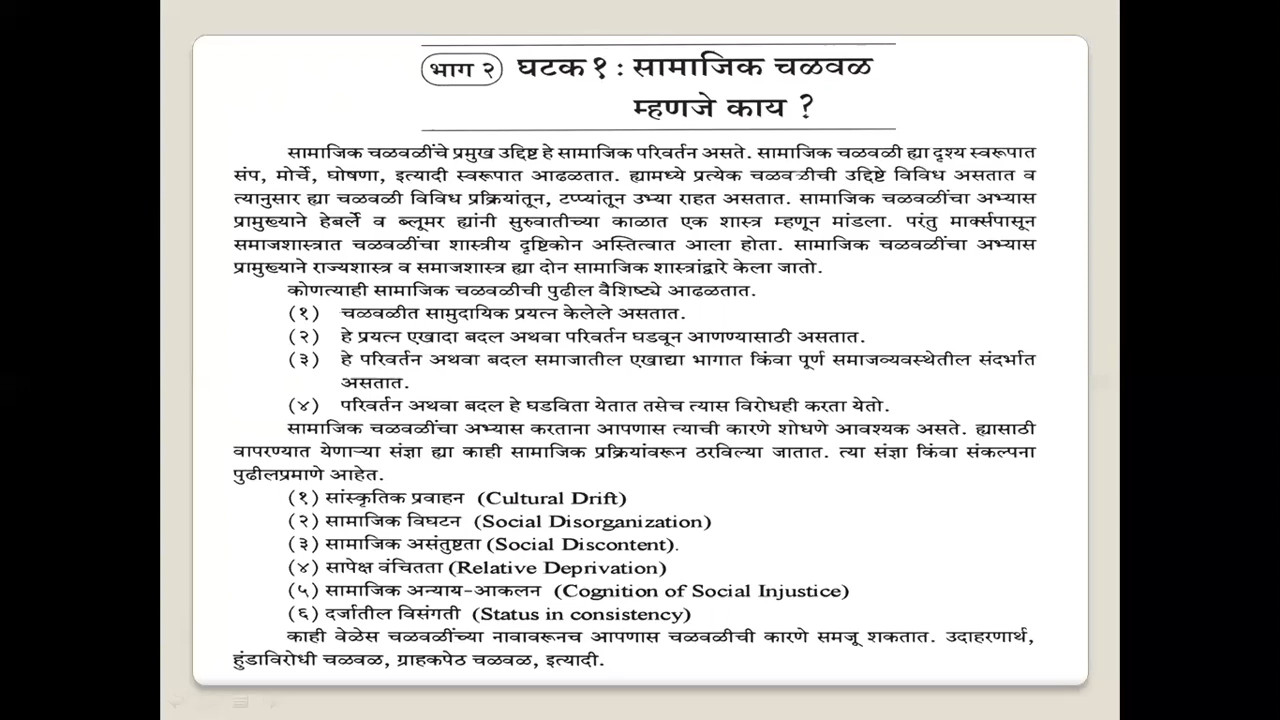 भाग २ घटक १ : सामाजिक चळवळ
म्हणजे काय ?
सामाजिक चळवळींचे प्रमुख उद्दिष्ट हे सामाजिक परिवर्तन असते. सामाजिक चळवळी ह्या दृश्य स्वरूपात
संप, मोर्चे, घोषणा, इत्यादी स्वरूपात आढळतात. ह्यामध्ये प्रत्येक चळवळीची उद्दिष्टे विविध असतात व
त्यानुसार ह्या चळवळी विविध प्रक्रियांतून, टप्प्यांतून उभ्या राहत असतात. सामाजिक चळवळींचा अभ्यास
प्रामुख्याने हेबर्ले व ब्लूमर ह्यांनी सुरुवातीच्या काळात एक शास्त्र म्हणून मांडला. परंतु मार्क्सपासून
समाजशास्त्रात चळवळींचा शास्त्रीय दृष्टिकोन अस्तित्वात आला होता. सामाजिक चळवळींचा अभ्यास
प्रामुख्याने राज्यशास्त्र व समाजशास्त्र ह्या दोन सामाजिक शास्त्रांद्वारे केला जातो.
कोणत्याही सामाजिक चळवळीची पुढील वैशिष्ट्ये आढळतात.
(१) चळवळीत सामुदायिक प्रयत्न केलेले असतात.
(२) हे प्रयत्न एखादा बदल अथवा परिवर्तन घडवून आणण्यासाठी असतात.
(३) हे परिवर्तन अथवा बदल समाजातील एखाद्या भागात किंवा पूर्ण समाजव्यवस्थेतील संदर्भात
असतात.
(४) परिवर्तन अथवा बदल हे घडविता येतात तसेच त्यास विरोधही करता येतो.
सामाजिक चळवळींचा अभ्यास करताना आपणास त्याची कारणे शोधणे आवश्यक असते. ह्यासाठी
वापरण्यात येणाऱ्या संज्ञा ह्या काही सामाजिक प्रक्रियांवरून ठरविल्या जातात. त्या संज्ञा किंवा संकल्पना
पुढीलप्रमाणे आहेत.
(१) सांस्कृतिक प्रवाहन (Cultural Drift)
(२) सामाजिक विघटन (Social Disorganization)
(३) सामाजिक असंतुष्टता (Social Discontent).
(४) सापेक्ष वंचितता (Relative Deprivation)
(५) सामाजिक अन्याय-आकलन (Cognition of Social Injustice)
(६) दर्जातील विसंगती (Status in consistency)
काही वेळेस चळवळींच्या नावावरूनच आपणास चळवळीची कारणे समजू शकतात. उदाहरणार्थ,
हुंडाविरोधी चळवळ, ग्राहकपेठ चळवळ, इत्यादी.